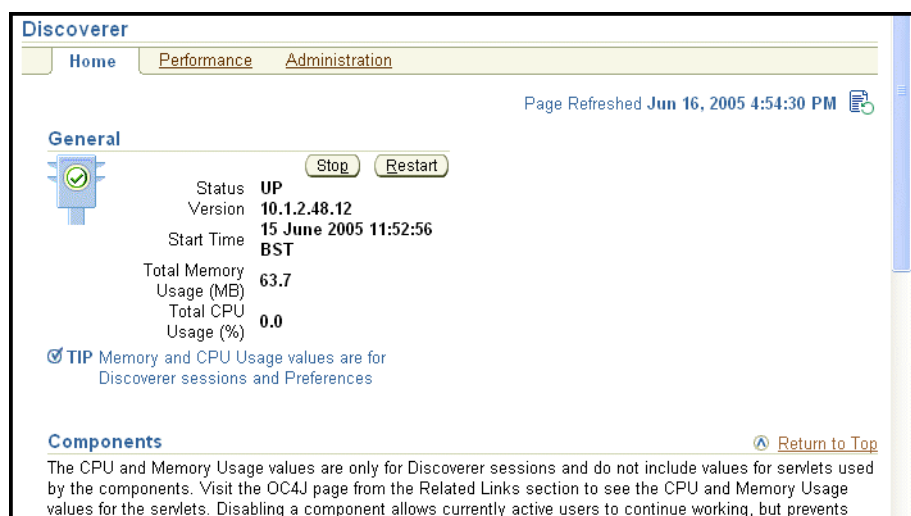 Discoverer
Home Performance Administration
Page Refreshed Jun 16, 2005 4:54:30 PM
General
Stop Restart
Status UP
Version 10.1.2.48.12
Start Time 15 June 2005 11:52:56
BST
Total Memory
Usage (MB) 63.7
Total CPU
Usage (%) 0.0
TIP Memory and CPU Usage values are for
Discoverer sessions and Preferences
Components Return to Top
The CPU and Memory Usage values are only for Discoverer sessions and do not include values for servlets used
by the components. Visit the OC4J page from the Related Links section to see the CPU and Memory Usage
values for the servlets. Disabling a component allows currently active users to continue working, but prevents